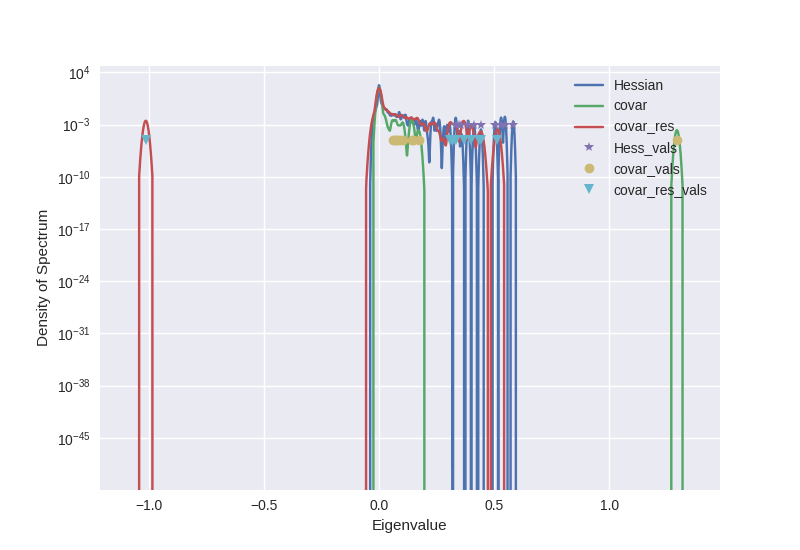 10^4
10^−3
10^−10
10^−17
10^−24
10^−31
10^−38
10^−45
Density of Spectrum
Hessian
covar
covar_res
Hess_vals
covar_vals
covar_res_vals
−1.0 −0.5 0.0 0.5 1.0
Eigenvalue